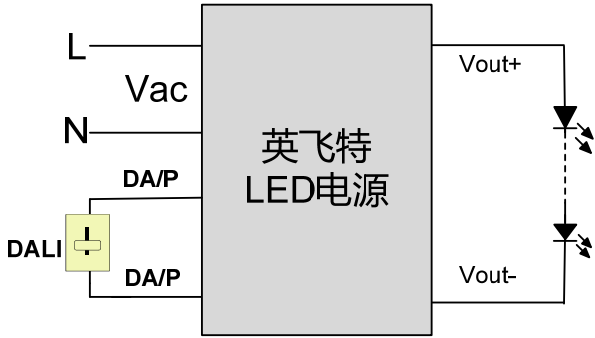 L
Vac
N
DA/P
DALI
DA/P
英飞特
LED电源
Vout+
Vout-